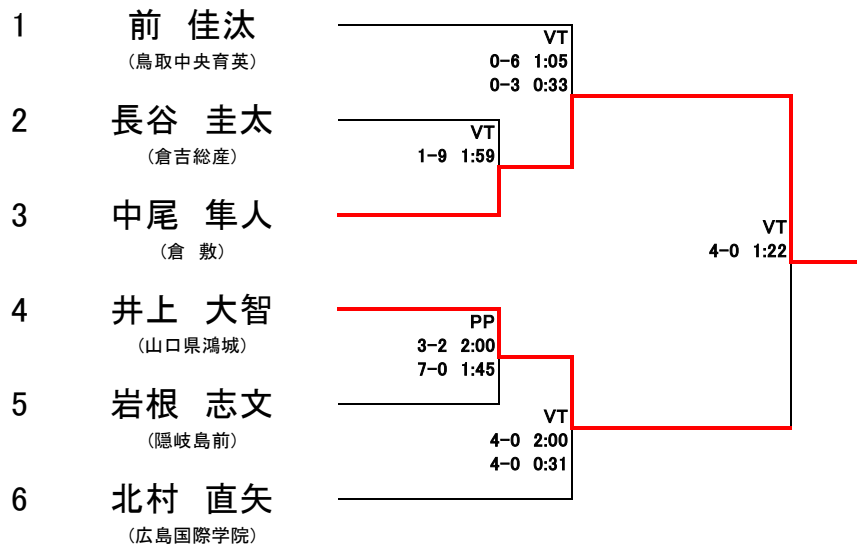 1 前 佳汰
(鳥取中央育英)
VT
0-6 1:05
0-3 0:33
2 長谷 圭太
(倉吉総産)
VT
1-9 1:59
3 中尾 隼人
(倉 敷)
VT
4-0 1:22
4 井上 大智
(山口県鴻城)
PP
3-2 2:00
7-0 1:45
5 岩根 志文
(隠岐島前)
VT
4-0 2:00
4-0 0:31
6 北村 直矢
(広島国際学院)